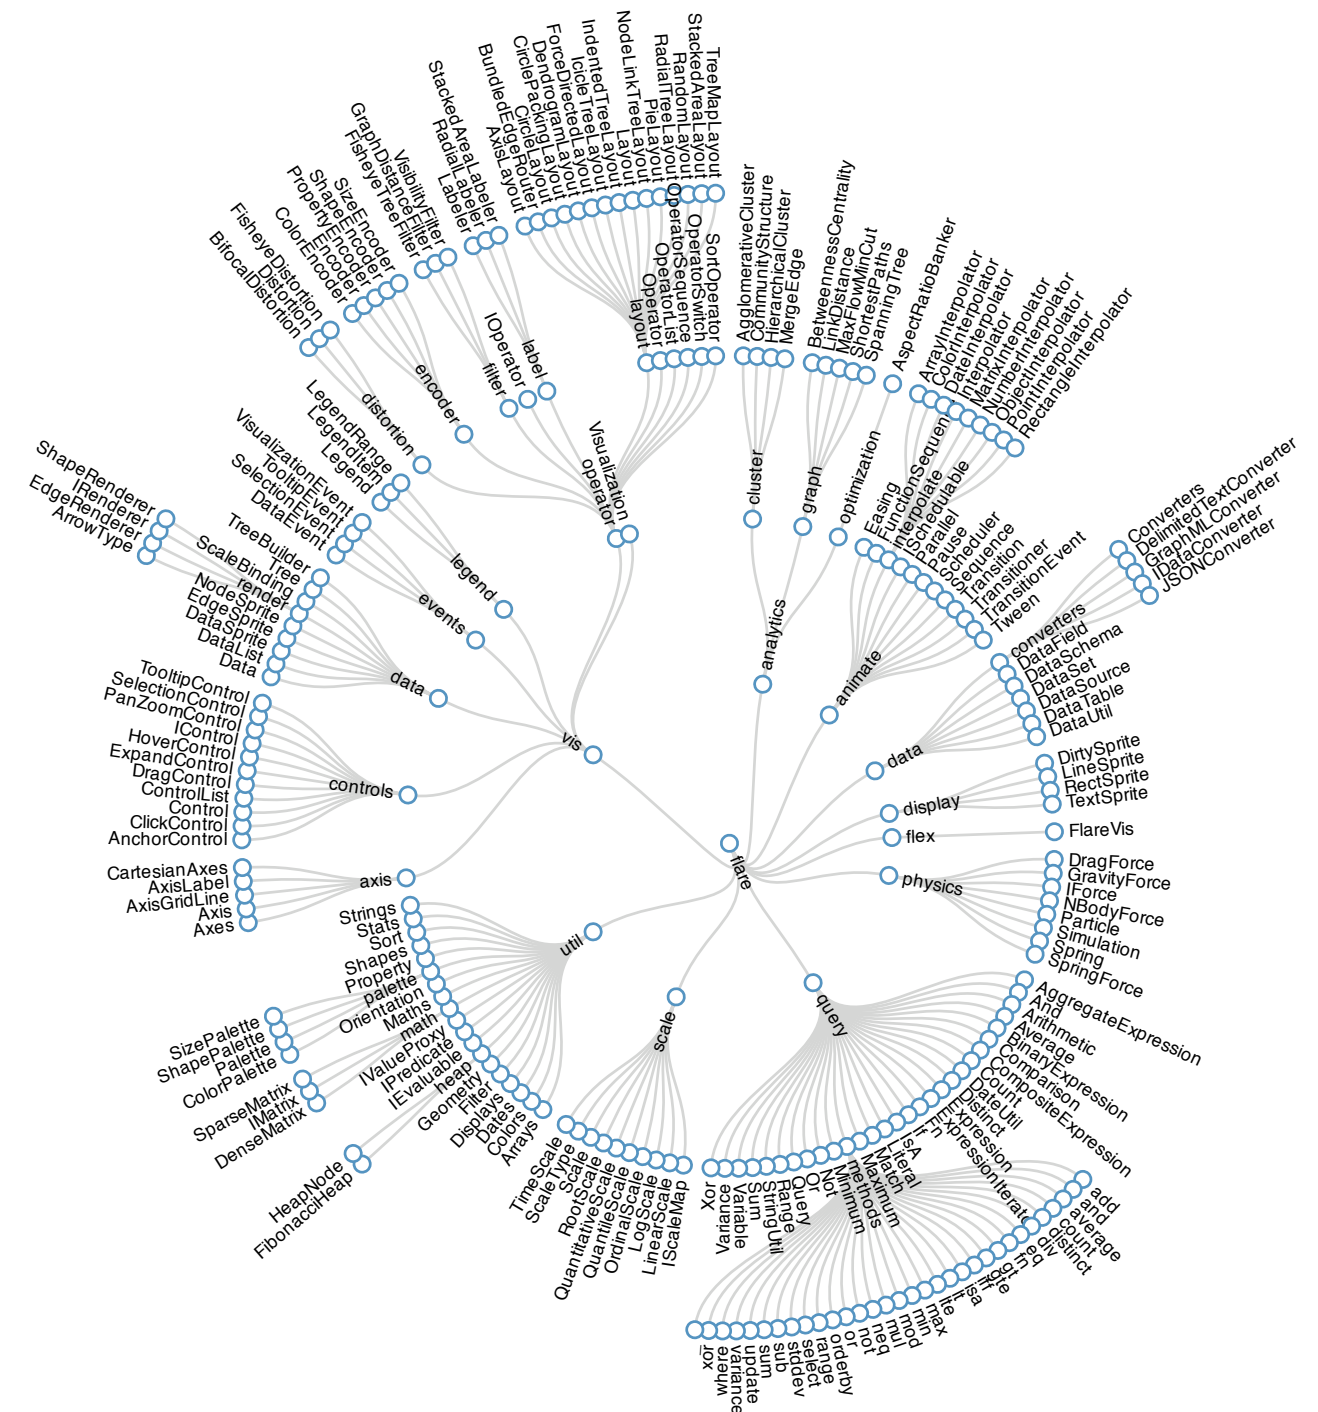 flare
analytics
cluster
AgglomerativeCluster
CommunityStructure
HierarchicalCluster
MergeEdge
graph
BetweennessCentrality
LinkDistance
MaxFlowMinCut
ShortestPaths
SpanningTree
optimization
AspectRatioBanker
animate
Easing
FunctionSequence
interpolate
ArrayInterpolator
ColorInterpolator
DateInterpolator
Interpolator
MatrixInterpolator
NumberInterpolator
ObjectInterpolator
PointInterpolator
RectangleInterpolator
ISchedulable
Parallel
Pause
Scheduler
Sequence
Transition
Transitioner
TransitionEvent
Tween
data
converters
Converters
DelimitedTextConverter
GraphMLConverter
IDataConverter
JSONConverter
DataField
DataSchema
DataSet
DataSource
DataTable
DataUtil
display
DirtySprite
LineSprite
RectSprite
TextSprite
flex
FlareVis
physics
DragForce
GravityForce
IForce
NBodyForce
Particle
Simulation
Spring
SpringForce
query
AggregateExpression
And
Arithmetic
Average
BinaryExpression
Comparison
CompositeExpression
Count
DateUtil
Distinct
Expression
ExpressionIterator
Fn
If
IsA
Literal
Match
Maximum
methods
add
and
average
count
distinct
div
eq
fn
gt
gte
iff
isa
lt
lte
max
min
mod
mul
neq
not
or
orderby
range
select
stddev
sub
sum
update
variance
where
xor
_
Minimum
Not
Or
Query
Range
StringUtil
Sum
Variable
Variance
Xor
scale
IScaleMap
LinearScale
LogScale
OrdinalScale
QuantileScale
QuantitativeScale
RootScale
Scale
ScaleType
TimeScale
util
Arrays
Colors
Dates
Displays
Filter
Geometry
heap
FibonacciHeap
HeapNode
IEvaluable
IPredicate
IValueProxy
math
DenseMatrix
IMatrix
SparseMatrix
Maths
Orientation
palette
ColorPalette
Palette
ShapePalette
SizePalette
Property
Shapes
Sort
Stats
Strings
vis
axis
Axes
Axis
AxisGridLine
AxisLabel
CartesianAxes
controls
AnchorControl
ClickControl
Control
ControlList
DragControl
ExpandControl
HoverControl
IControl
PanZoomControl
SelectionControl
TooltipControl
data
Data
DataList
DataSprite
EdgeSprite
NodeSprite
render
ArrowType
EdgeRenderer
IRenderer
ShapeRenderer
ScaleBinding
Tree
TreeBuilder
events
DataEvent
SelectionEvent
TooltipEvent
VisualizationEvent
legend
Legend
LegendItem
LegendRange
operator
distortion
BifocalDistortion
Distortion
FisheyeDistortion
encoder
ColorEncoder
Encoder
PropertyEncoder
ShapeEncoder
SizeEncoder
filter
FisheyeTreeFilter
GraphDistanceFilter
VisibilityFilter
IOperator
label
Labeler
RadialLabeler
StackedAreaLabeler
layout
AxisLayout
BundledEdgeRouter
CircleLayout
CirclePackingLayout
DendrogramLayout
ForceDirectedLayout
IcicleTreeLayout
IndentedTreeLayout
Layout
NodeLinkTreeLayout
PieLayout
RadialTreeLayout
RandomLayout
StackedAreaLayout
TreeMapLayout
Operator
OperatorList
OperatorSequence
OperatorSwitch
SortOperator
Visualization